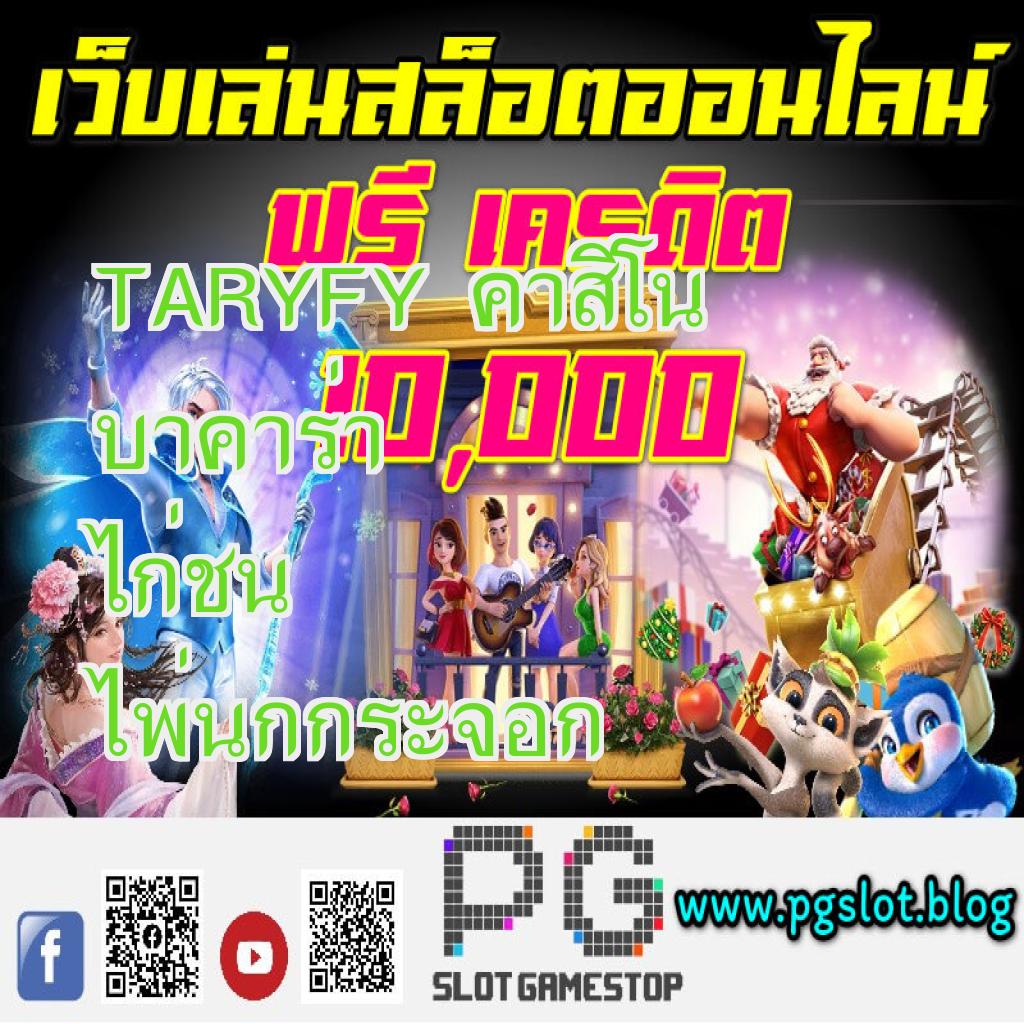 เว็บเล่นสล็อตออนไลน์
ฟรี เครดิต
10,000
TARYFY คาสิโน
บาคาร่า
ไก่ชน
ไพ่นกกระจอก
PG
SLOT GAMESTOP
www.pgslot.blog